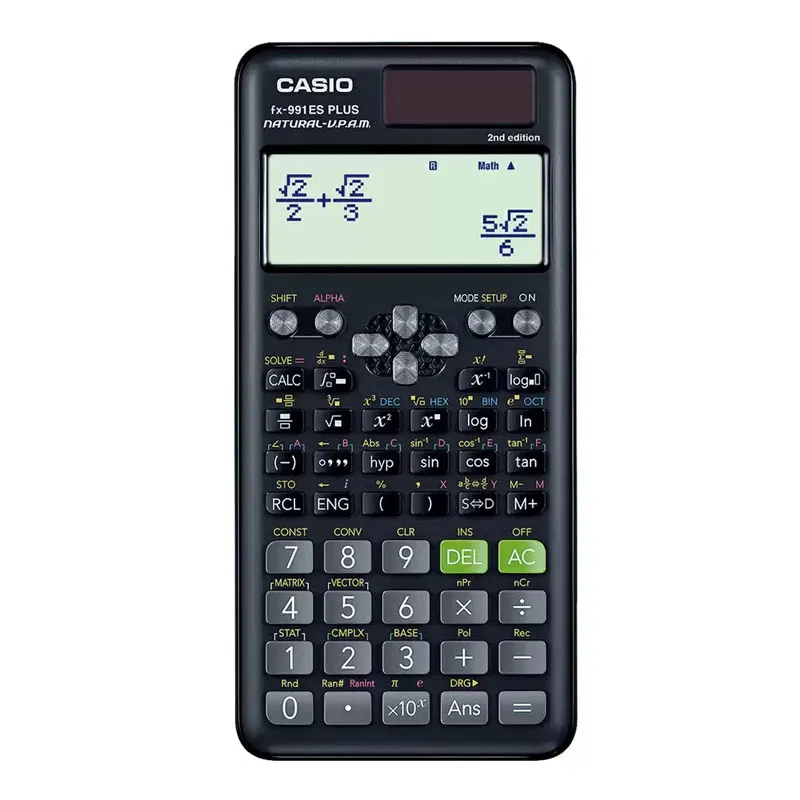 CASIO
fx-991ES PLUS
NATURAL-V.P.A.M.
2nd edition
R Math ▲
√2/2+√2/3
5√2/6
SHIFT ALPHA MODE SETUP ON
SOLVE = d/dx■ : x! Σ■
CALC ∫■ x⁻¹ log■□
■■/■ ³√■ x³ DEC ■√□ HEX 10■ BIN e■ OCT
■/■ √■ x² x■ log ln
∠ A ← B Abs C sin⁻¹ D cos⁻¹ E tan⁻¹ F
(−) °,,, hyp sin cos tan
STO ← i % , X a b/c⇔d/c Y M− M
RCL ENG ( ) S⇔D M+
CONST CONV CLR INS OFF
7 8 9 DEL AC
MATRIX VECTOR nPr nCr
4 5 6 × ÷
STAT CMPLX BASE Pol Rec
1 2 3 + −
Rnd Ran# RanInt π e DRG▶
0 • ×10ˣ Ans =